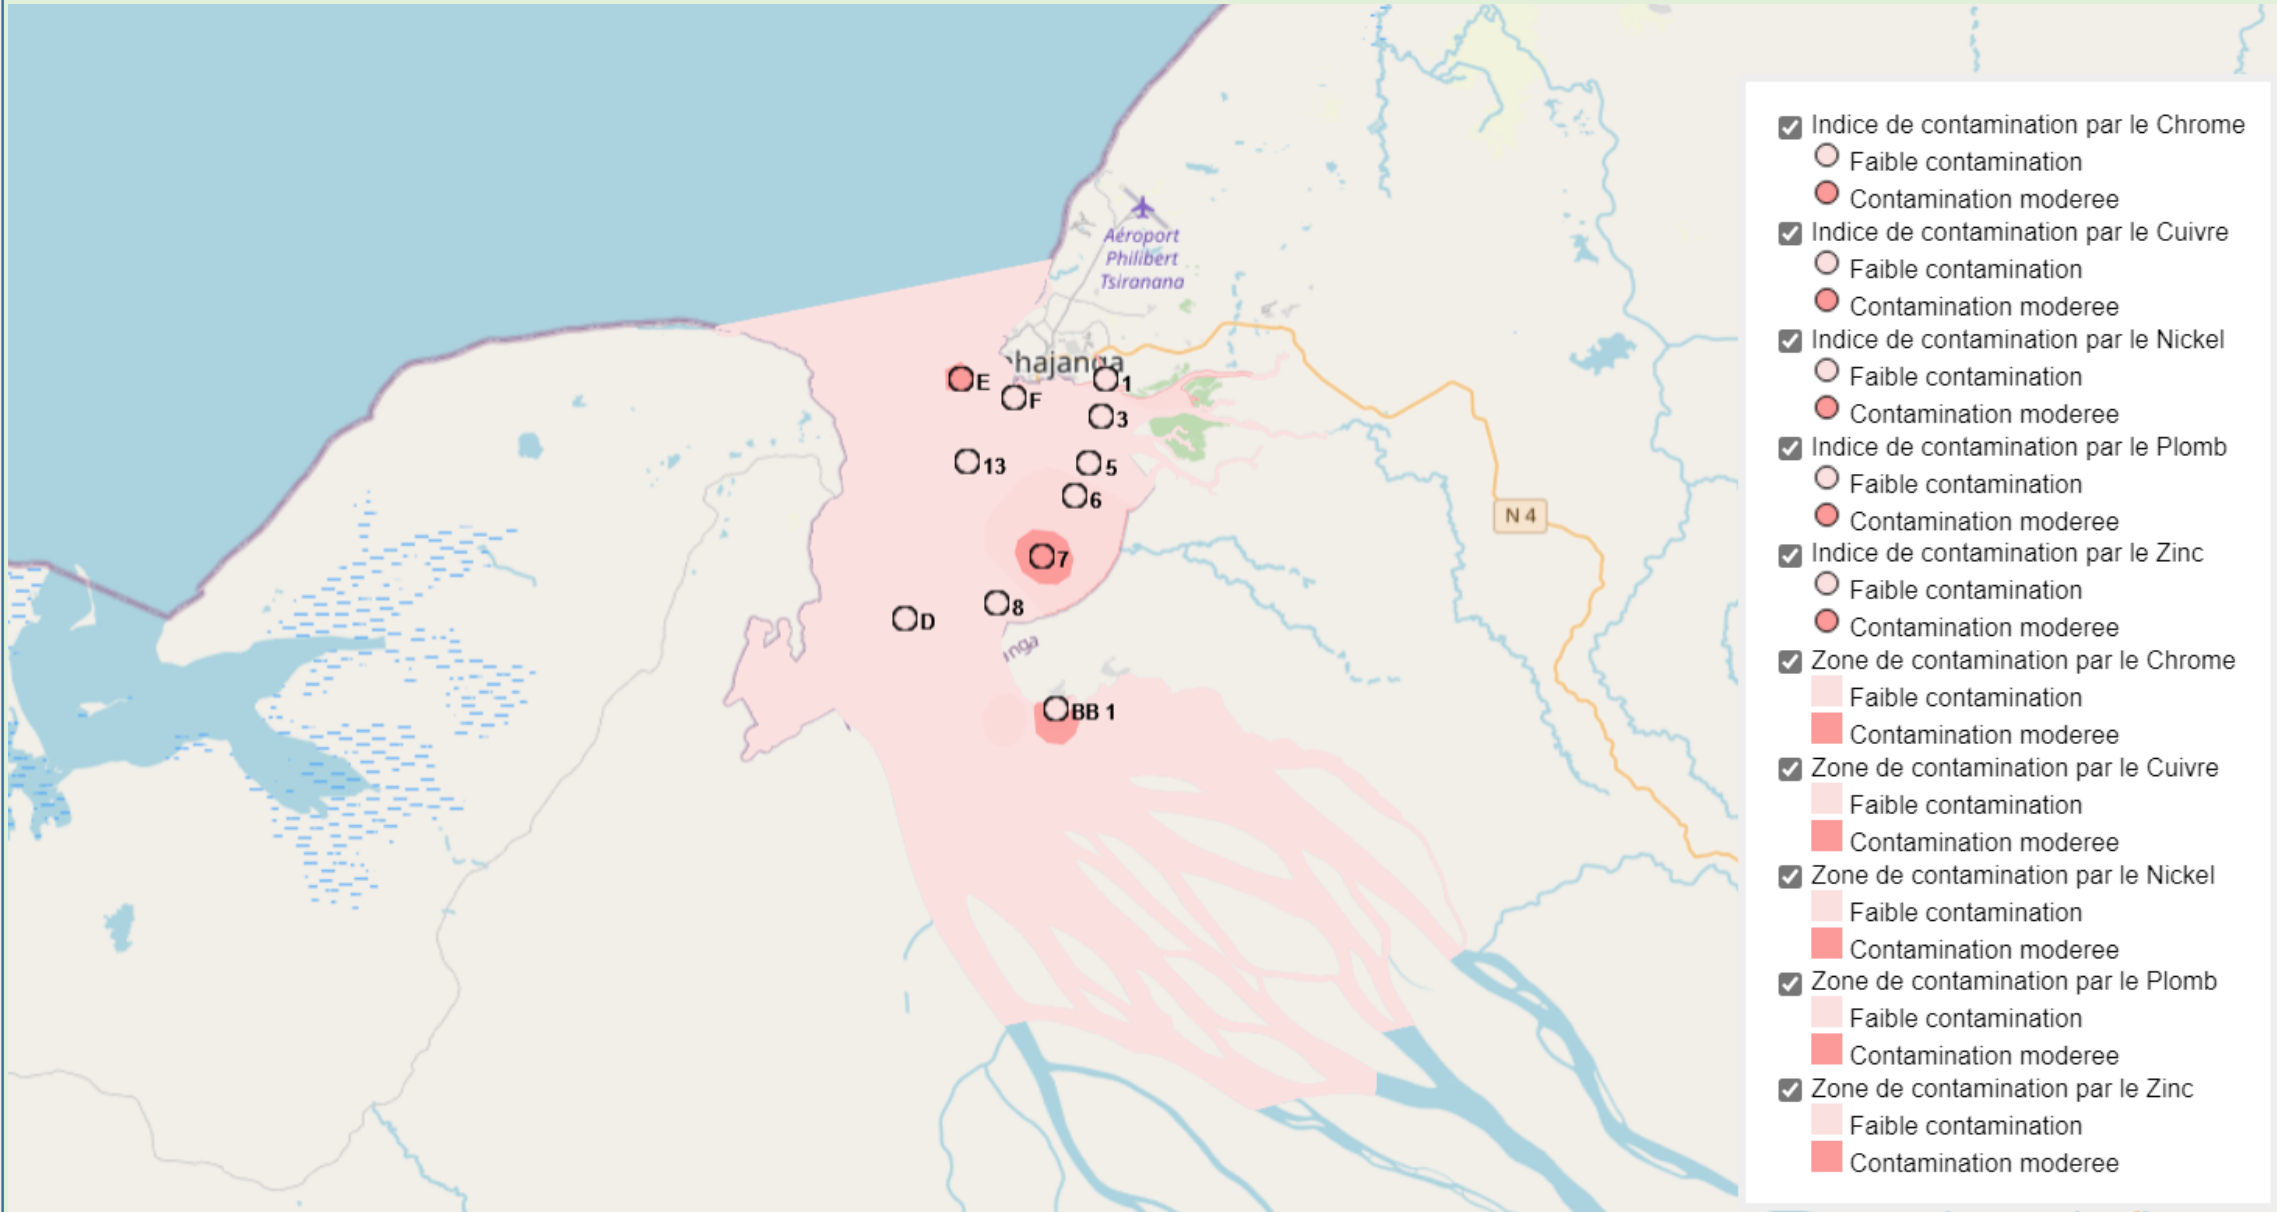 Aéroport
Philibert
Tsiranana
hajanga
E
F
1
3
13
5
6
7
8
D
nga
BB 1
N 4
Indice de contamination par le Chrome
Faible contamination
Contamination moderee
Indice de contamination par le Cuivre
Faible contamination
Contamination moderee
Indice de contamination par le Nickel
Faible contamination
Contamination moderee
Indice de contamination par le Plomb
Faible contamination
Contamination moderee
Indice de contamination par le Zinc
Faible contamination
Contamination moderee
Zone de contamination par le Chrome
Faible contamination
Contamination moderee
Zone de contamination par le Cuivre
Faible contamination
Contamination moderee
Zone de contamination par le Nickel
Faible contamination
Contamination moderee
Zone de contamination par le Plomb
Faible contamination
Contamination moderee
Zone de contamination par le Zinc
Faible contamination
Contamination moderee